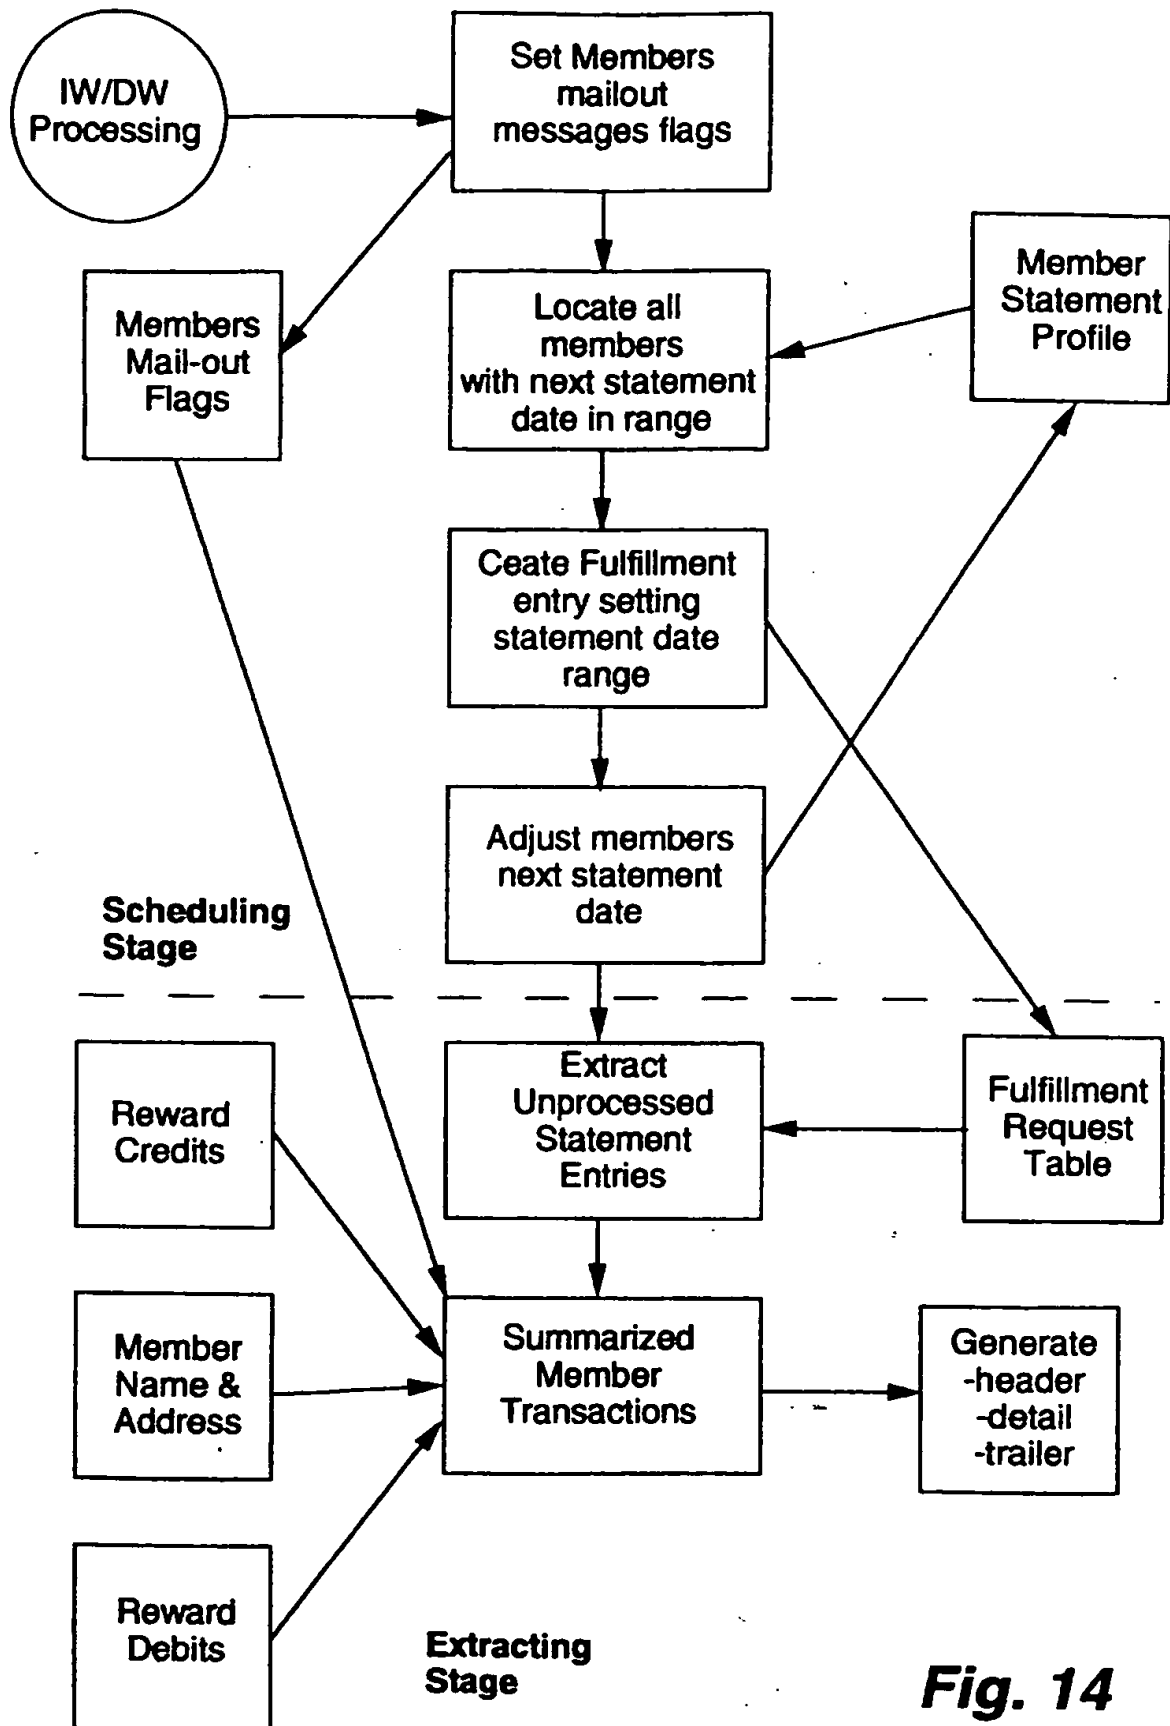 IW/DW
Processing
Set Members
mailout
messages flags
Members
Mail-out
Flags
Locate all
members
with next statement
date in range
Member
Statement
Profile
Ceate Fulfillment
entry setting
statement date
range
Adjust members
next statement
date
Scheduling
Stage
Reward
Credits
Extract
Unprocessed
Statement
Entries
Fulfillment
Request
Table
Member
Name &
Address
Summarized
Member
Transactions
Generate
-header
-detail
-trailer
Reward
Debits
Extracting
Stage
Fig. 14